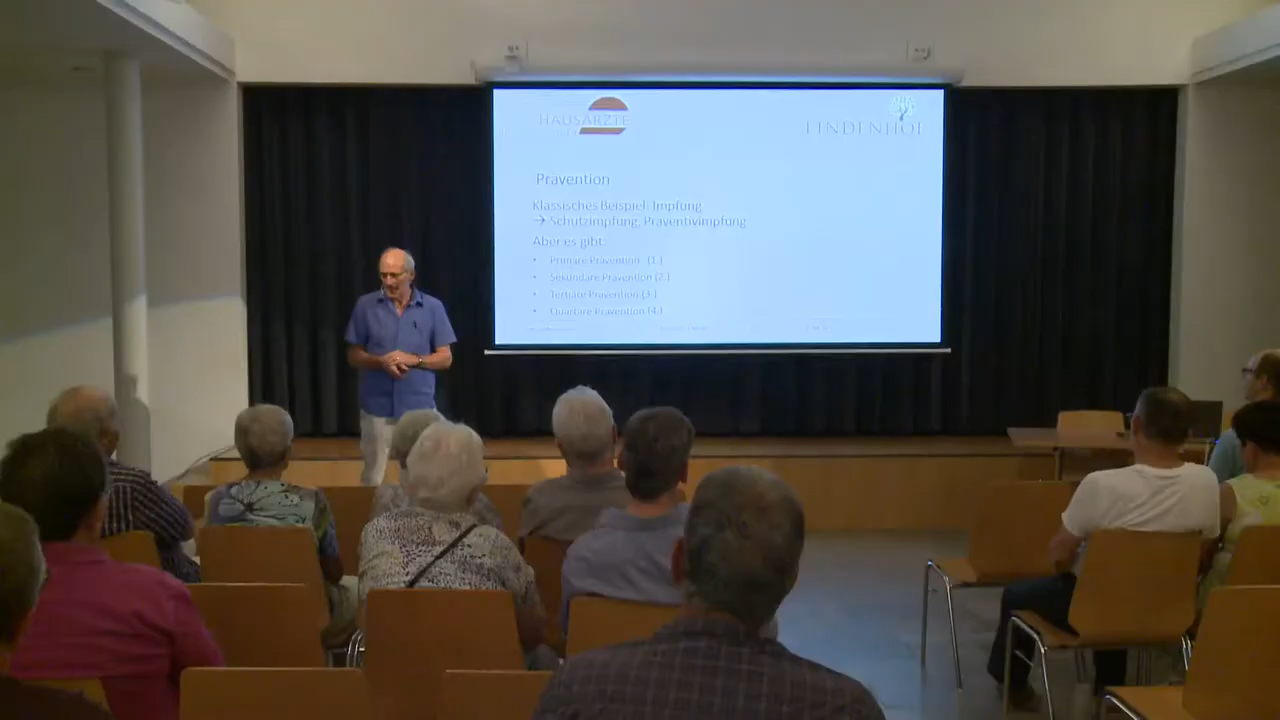 HAUSÄRZTE
LINDENHOF
Prävention
Klassisches Beispiel: Impfung
→ Schutzimpfung, Präventivimpfung
Aber es gibt:
• Primäre Prävention (1.)
• Sekundäre Prävention (2.)
• Tertiäre Prävention (3.)
• Quartäre Prävention (4.)